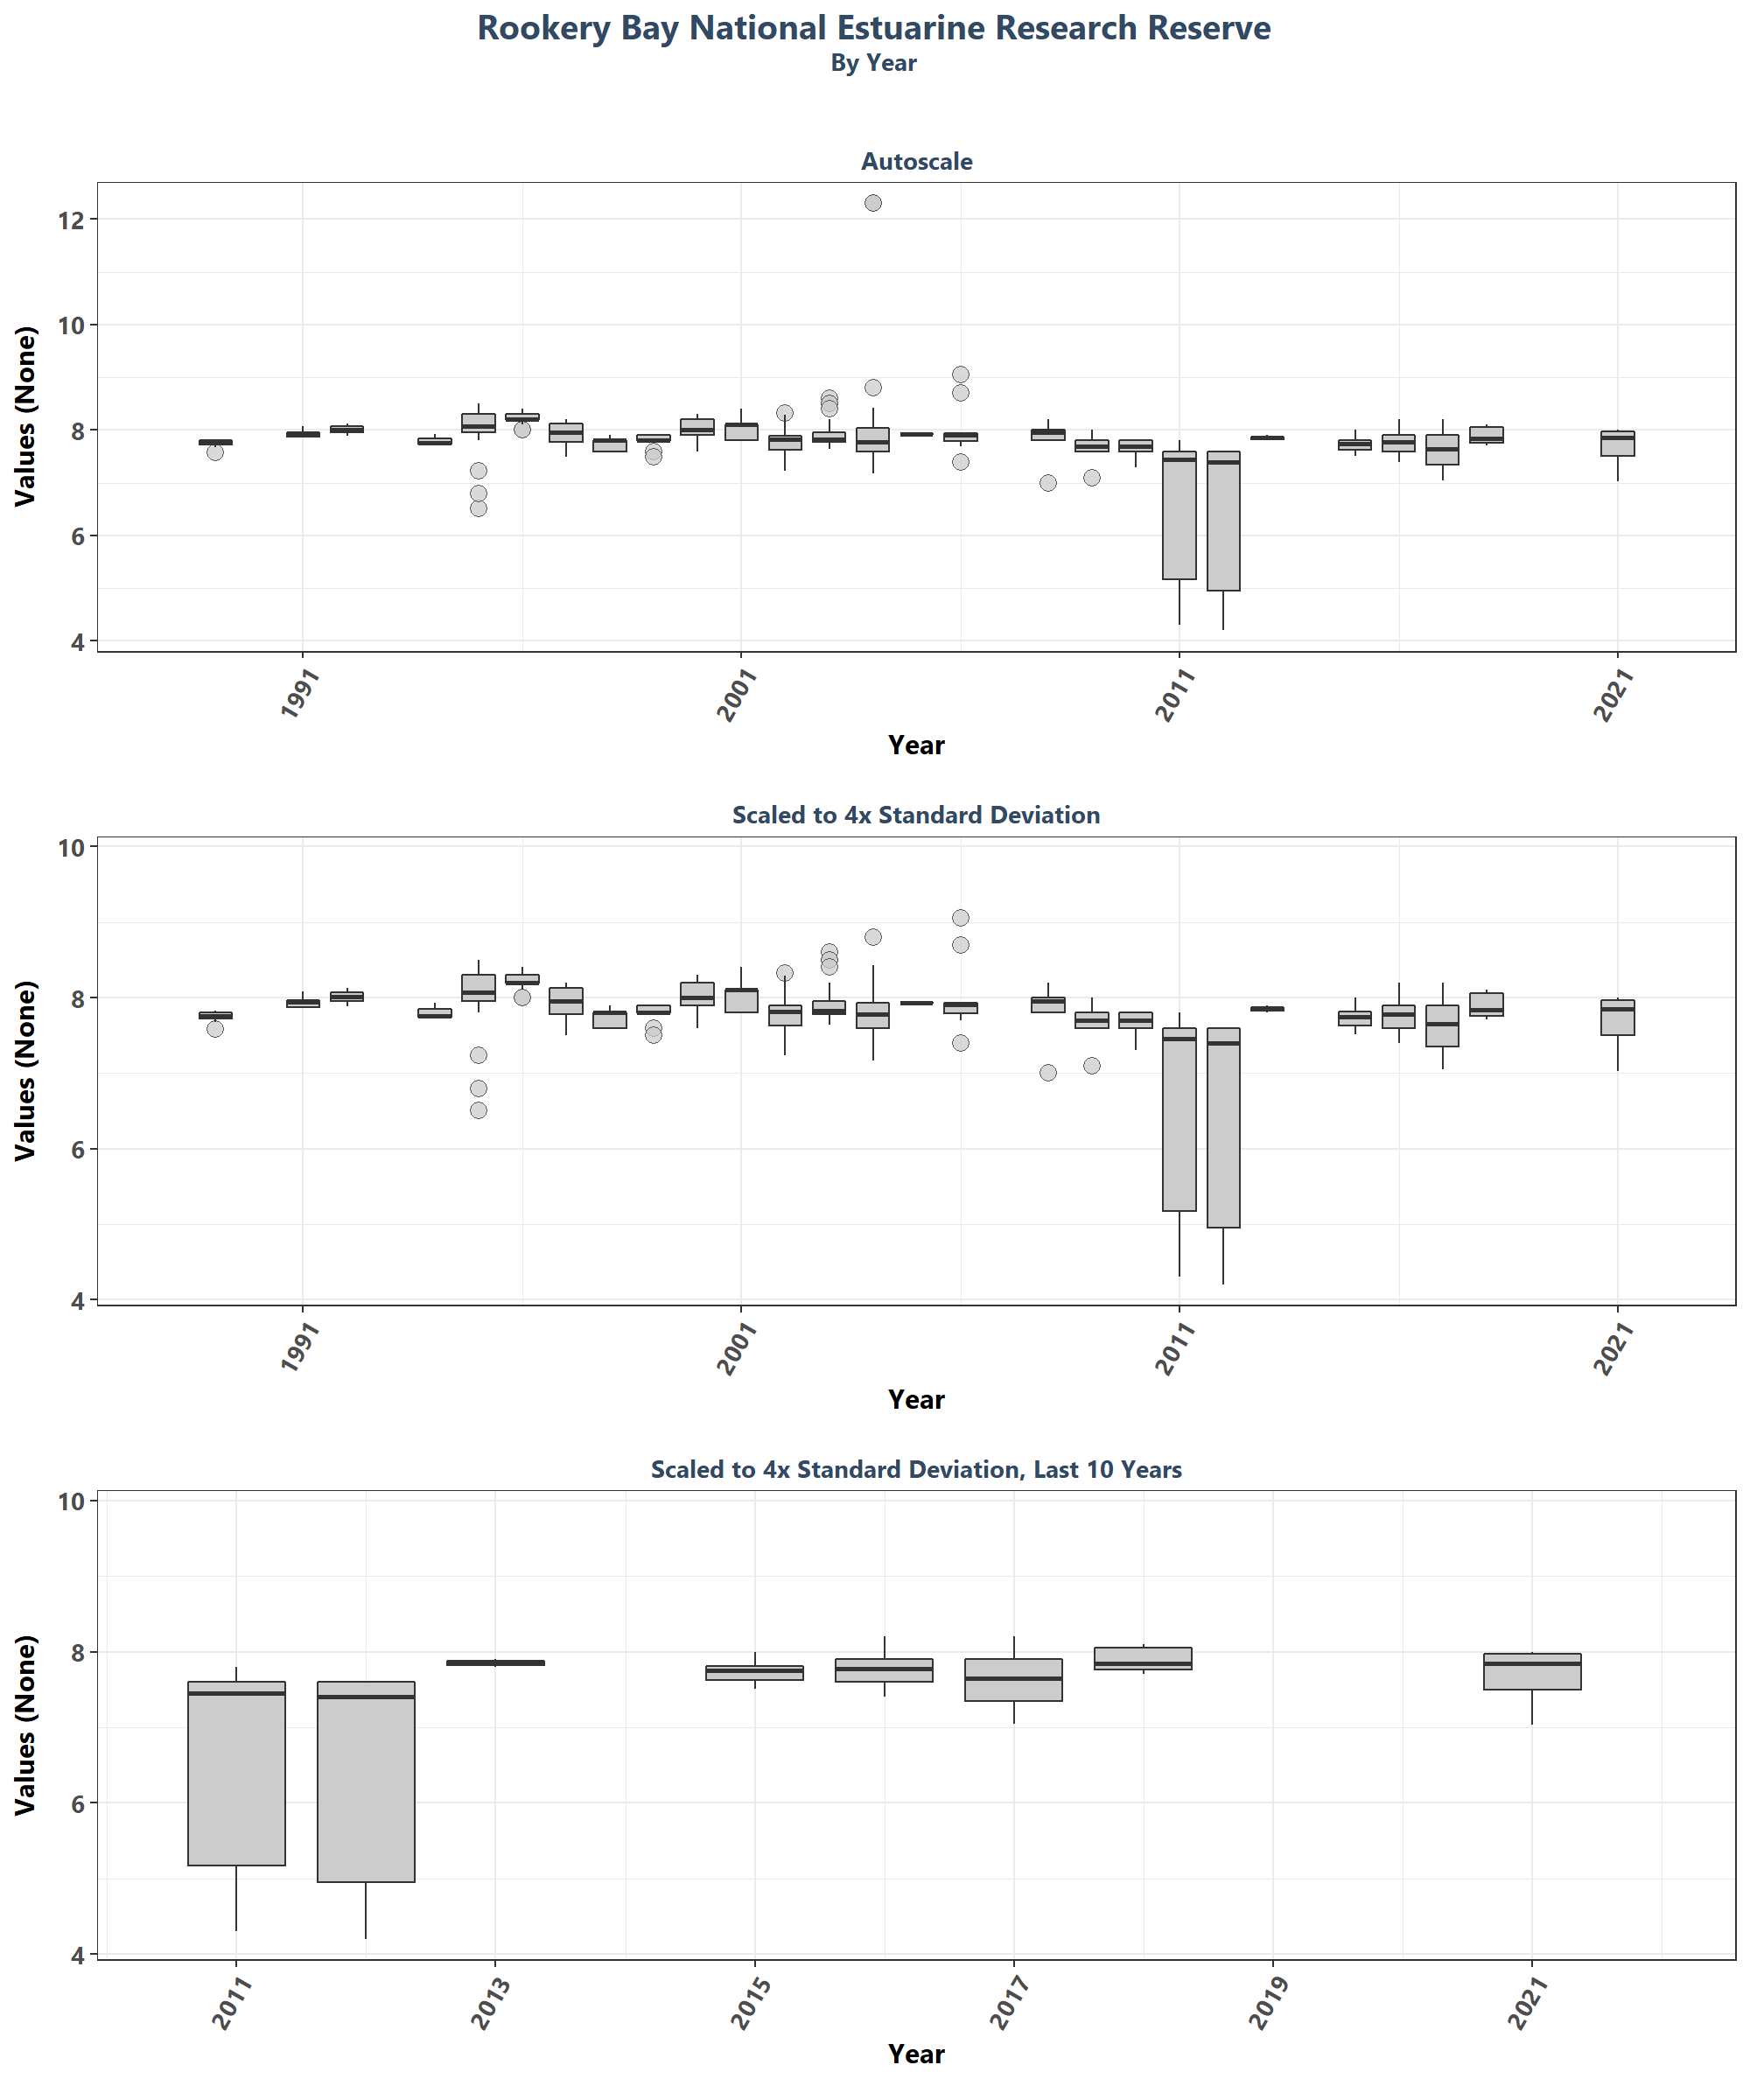 Rookery Bay National Estuarine Research Reserve
By Year
Autoscale
Values (None)
12
10
8
6
4
1991
2001
2011
2021
Year
Scaled to 4x Standard Deviation
Values (None)
10
8
6
4
1991
2001
2011
2021
Year
Scaled to 4x Standard Deviation, Last 10 Years
Values (None)
10
8
6
4
2011
2013
2015
2017
2019
2021
Year